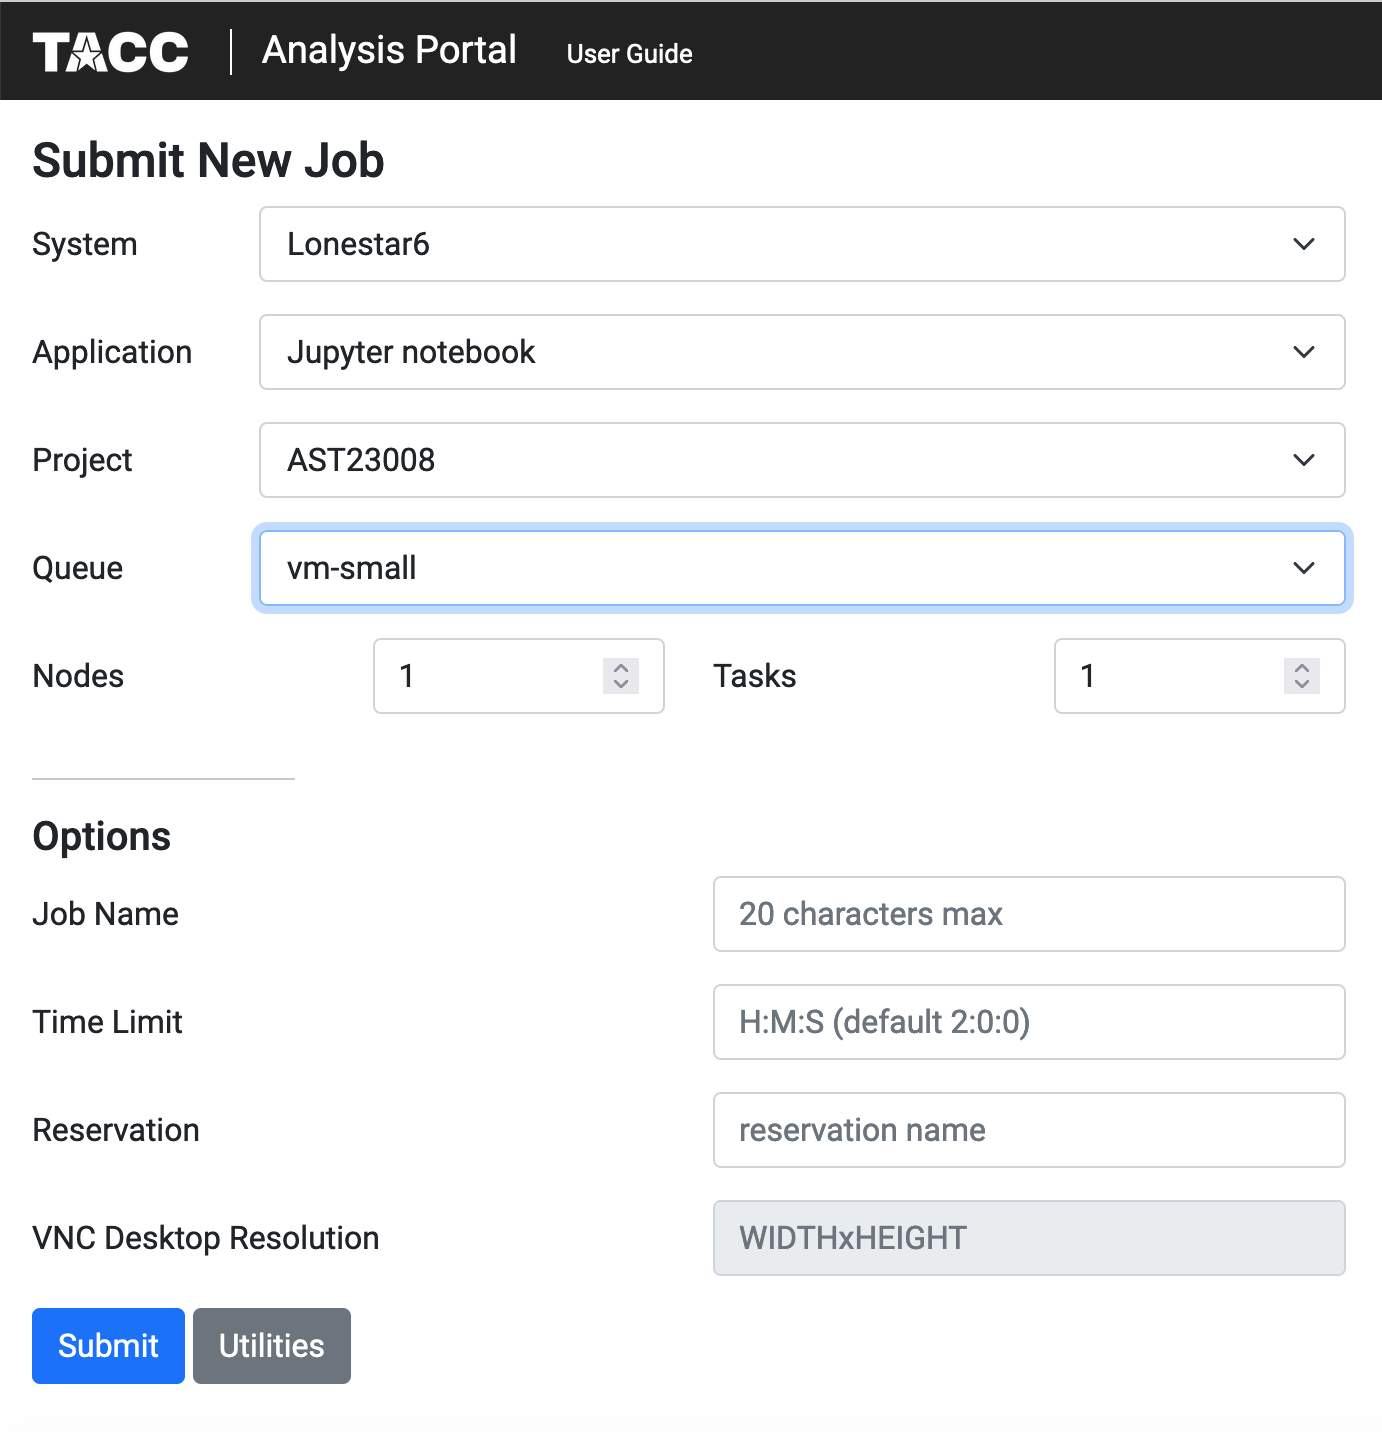 TACC Analysis Portal User Guide
Submit New Job
System Lonestar6
Application Jupyter notebook
Project AST23008
Queue vm-small
Nodes 1 Tasks 1
Options
Job Name 20 characters max
Time Limit H:M:S (default 2:0:0)
Reservation reservation name
VNC Desktop Resolution WIDTHxHEIGHT
Submit Utilities